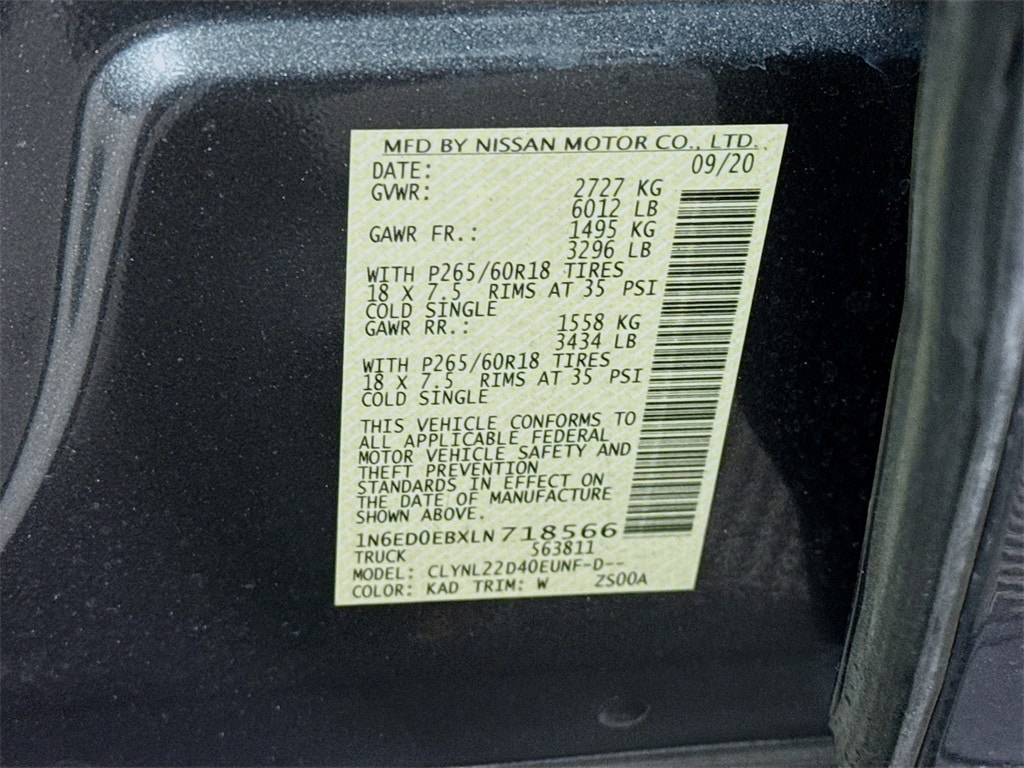 MFD BY NISSAN MOTOR CO., LTD.
DATE: 09/20
GVWR: 2727 KG
6012 LB
GAWR FR.: 1495 KG
3296 LB
WITH P265/60R18 TIRES
18 X 7.5 RIMS AT 35 PSI
COLD SINGLE
GAWR RR.: 1558 KG
3434 LB
WITH P265/60R18 TIRES
18 X 7.5 RIMS AT 35 PSI
COLD SINGLE
THIS VEHICLE CONFORMS TO
ALL APPLICABLE FEDERAL
MOTOR VEHICLE SAFETY AND
THEFT PREVENTION
STANDARDS IN EFFECT ON
THE DATE OF MANUFACTURE
SHOWN ABOVE.
1N6ED0EBXLN718566
TRUCK 563811
MODEL: CLYNL22D40EUNF-D--
COLOR: KAD TRIM: W ZS00A